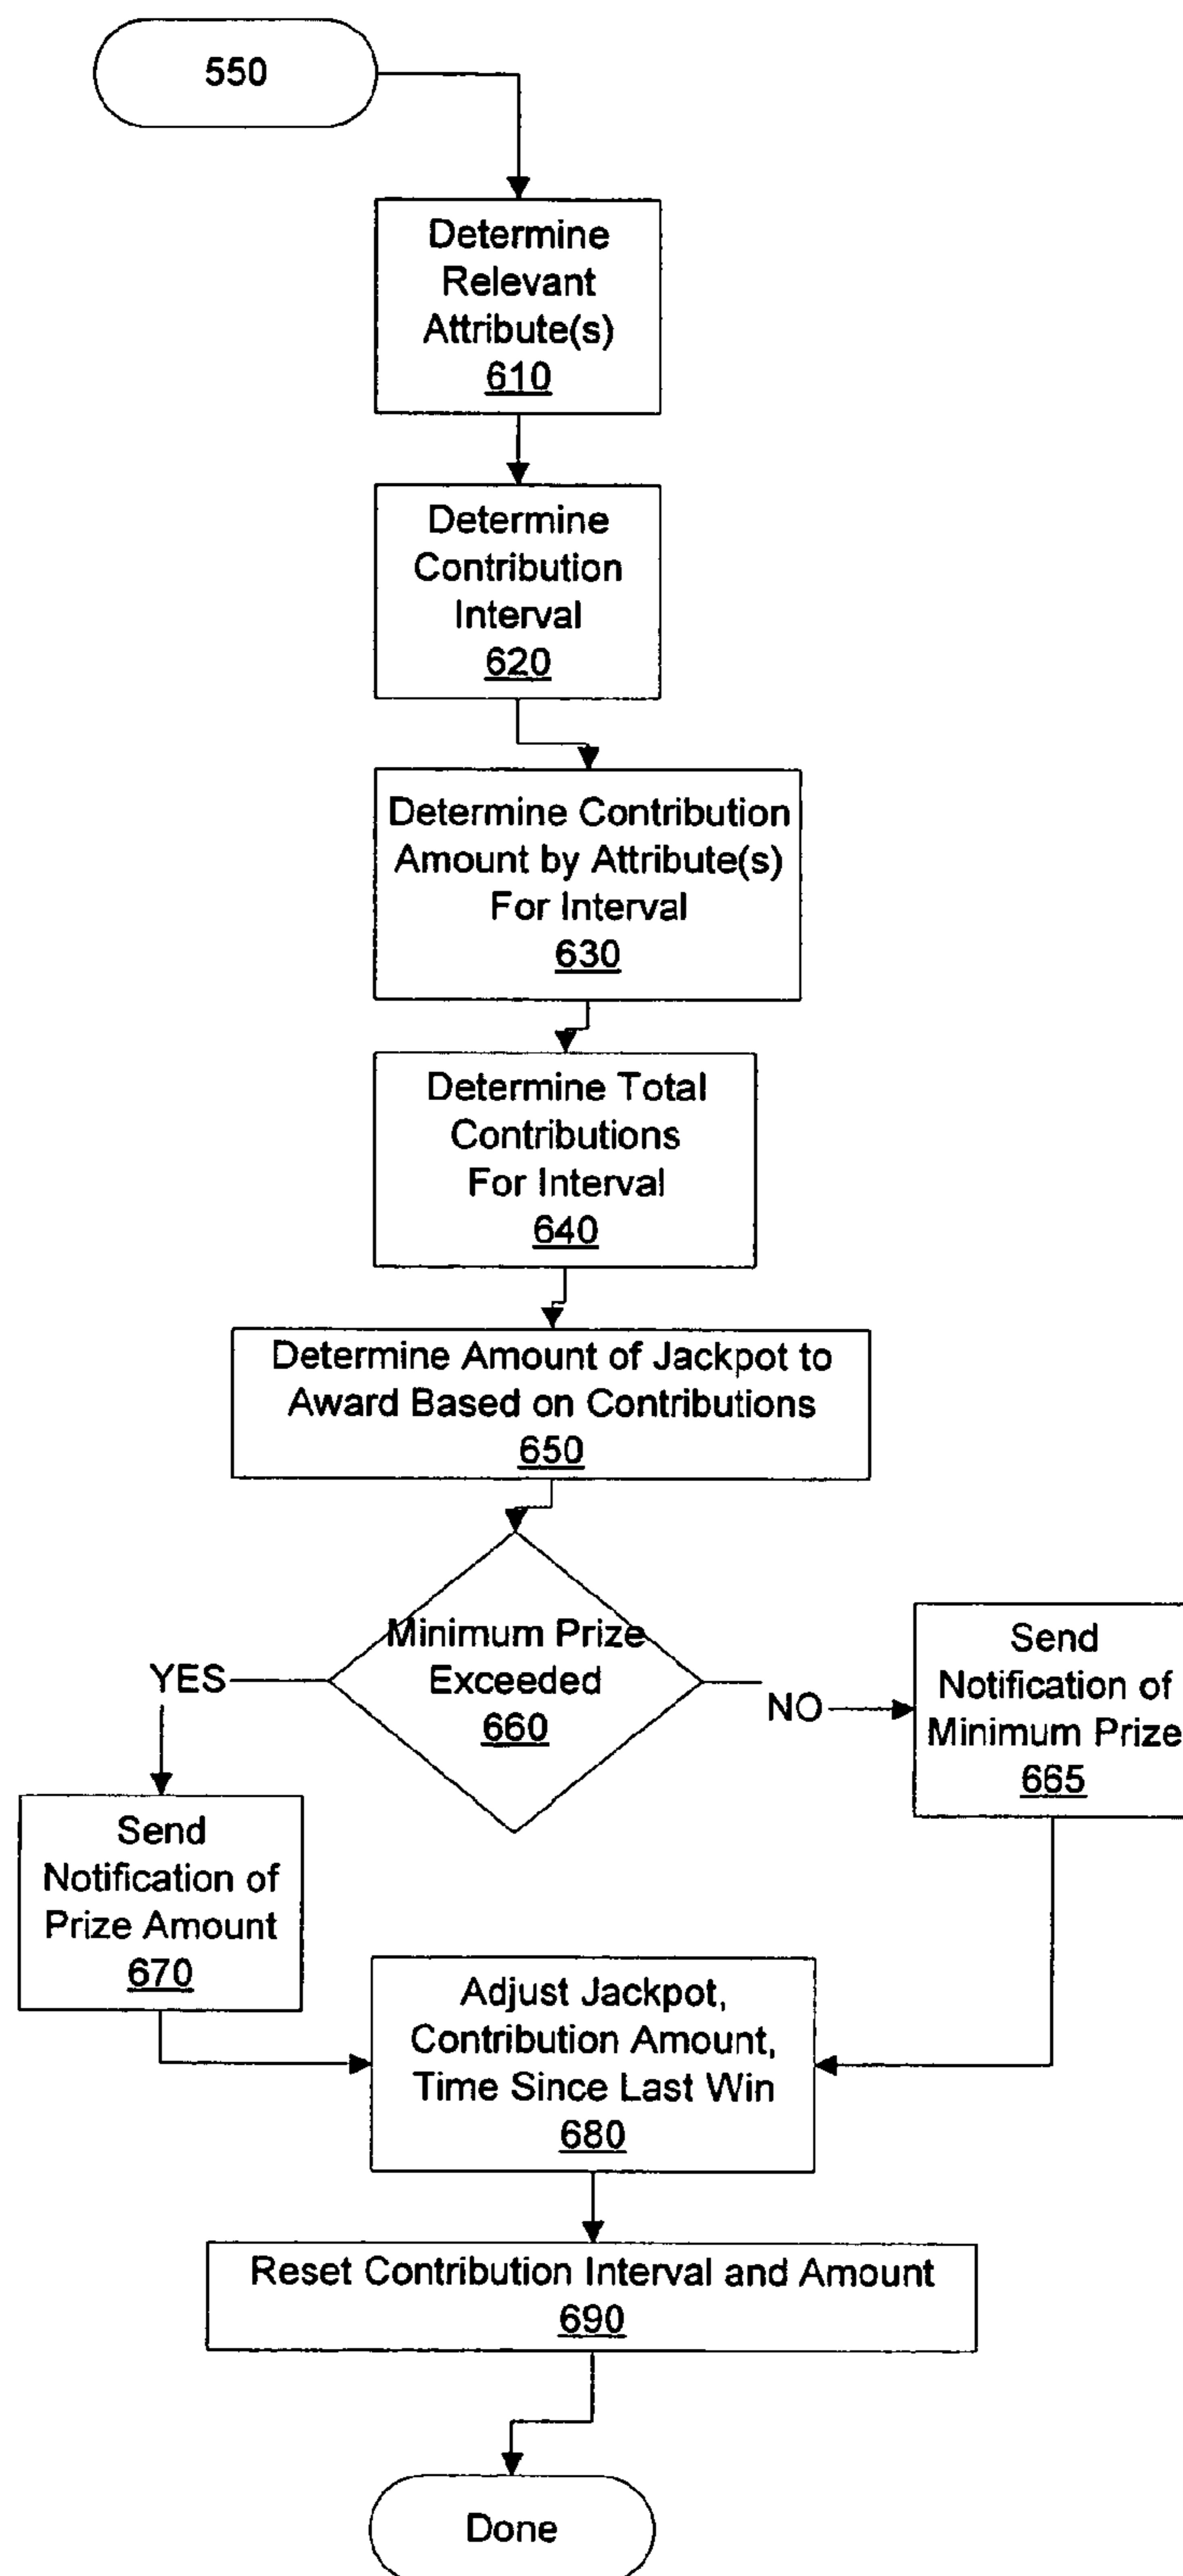 550
Determine
Relevant
Attribute(s)
610
Determine
Contribution
Interval
620
Determine Contribution
Amount by Attribute(s)
For Interval
630
Determine Total
Contributions
For Interval
640
Determine Amount of Jackpot to
Award Based on Contributions
650
Minimum Prize
Exceeded
660
YES
NO
Send
Notification of
Minimum Prize
665
Send
Notification of
Prize Amount
670
Adjust Jackpot,
Contribution Amount,
Time Since Last Win
680
Reset Contribution Interval and Amount
690
Done